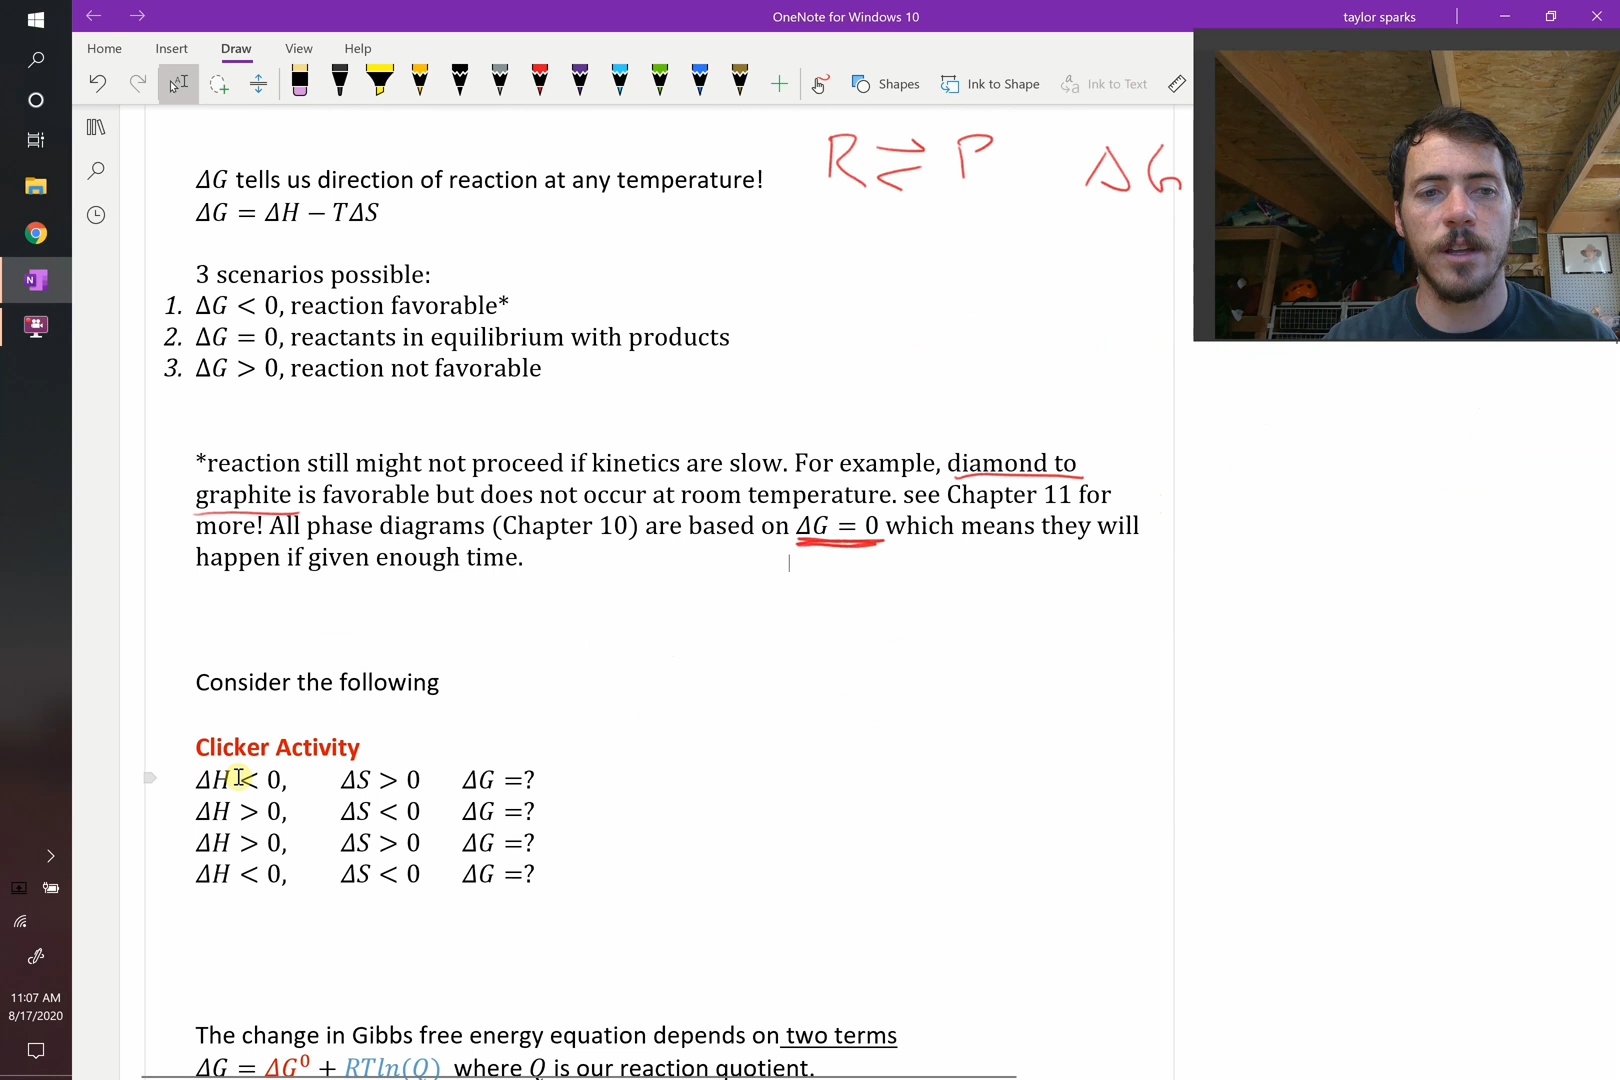 OneNote for Windows 10
taylor sparks
Home Insert Draw View Help
Shapes Ink to Shape Ink to Text
R ⇄ P ΔG
ΔG tells us direction of reaction at any temperature!
ΔG = ΔH − TΔS
3 scenarios possible:
1. ΔG < 0, reaction favorable*
2. ΔG = 0, reactants in equilibrium with products
3. ΔG > 0, reaction not favorable
*reaction still might not proceed if kinetics are slow. For example, diamond to
graphite is favorable but does not occur at room temperature. see Chapter 11 for
more! All phase diagrams (Chapter 10) are based on ΔG = 0 which means they will
happen if given enough time.
Consider the following
Clicker Activity
ΔH < 0, ΔS > 0 ΔG =?
ΔH > 0, ΔS < 0 ΔG =?
ΔH > 0, ΔS > 0 ΔG =?
ΔH < 0, ΔS < 0 ΔG =?
The change in Gibbs free energy equation depends on two terms
ΔG = ΔG⁰ + RTln(Q) where Q is our reaction quotient.
11:07 AM
8/17/2020